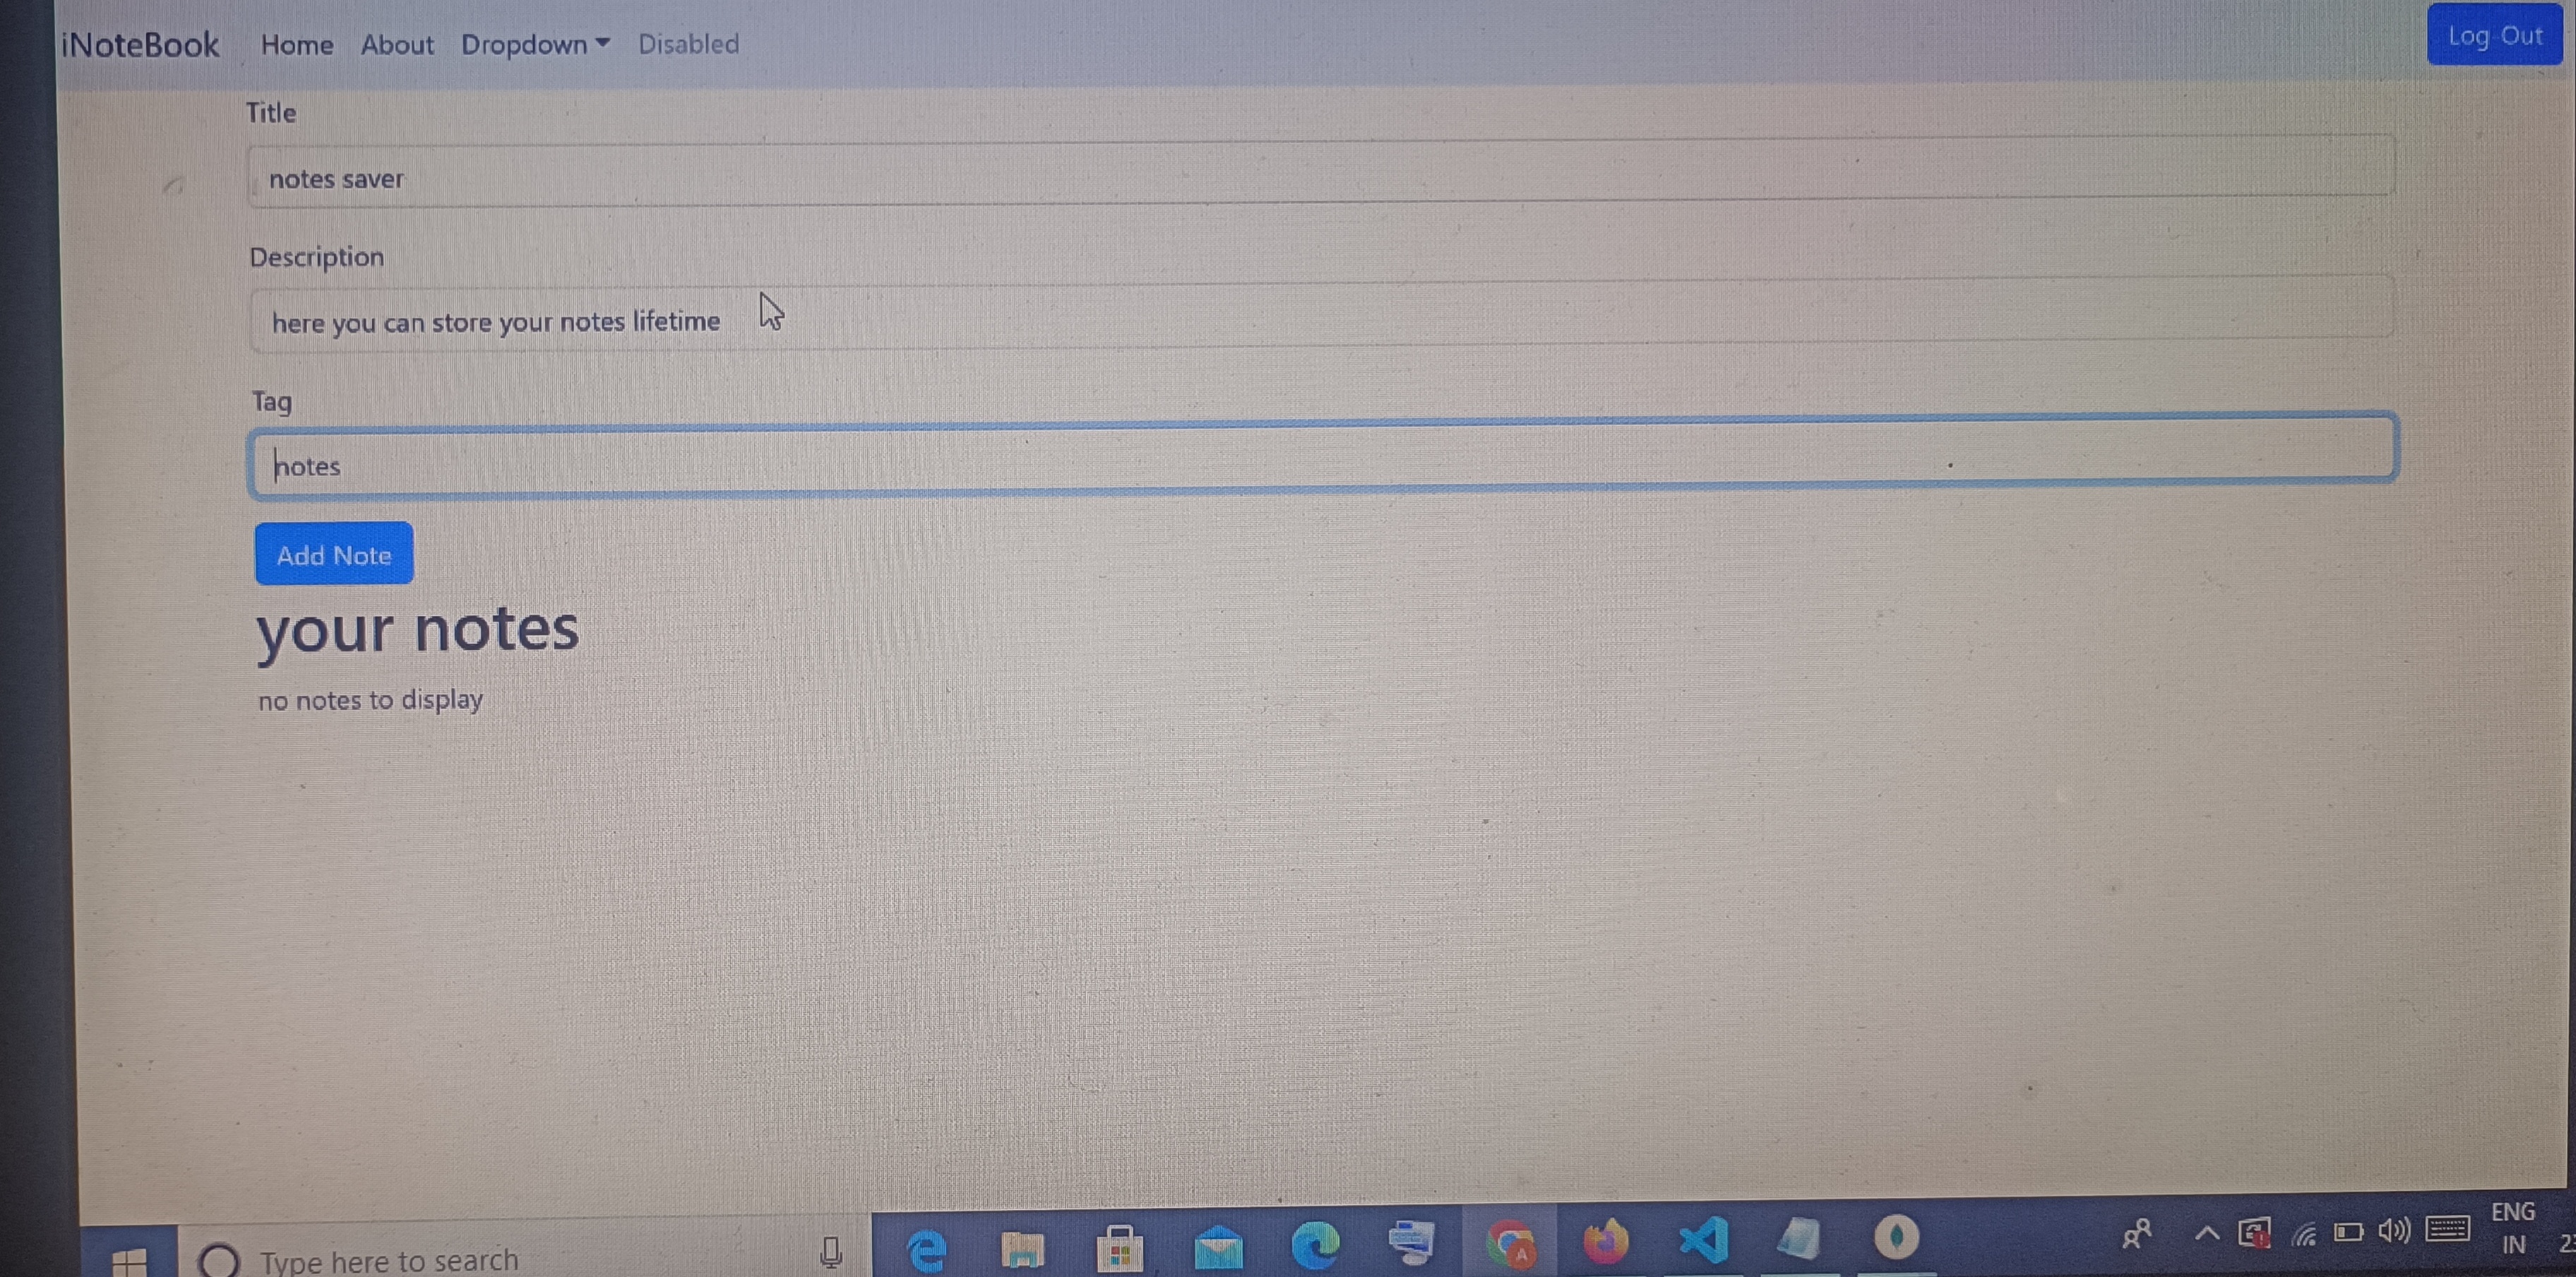 iNoteBook Home About Dropdown Disabled Log Out
Title
notes saver
Description
here you can store your notes lifetime
Tag
notes
Add Note
your notes
no notes to display
Type here to search
A
ENG
IN